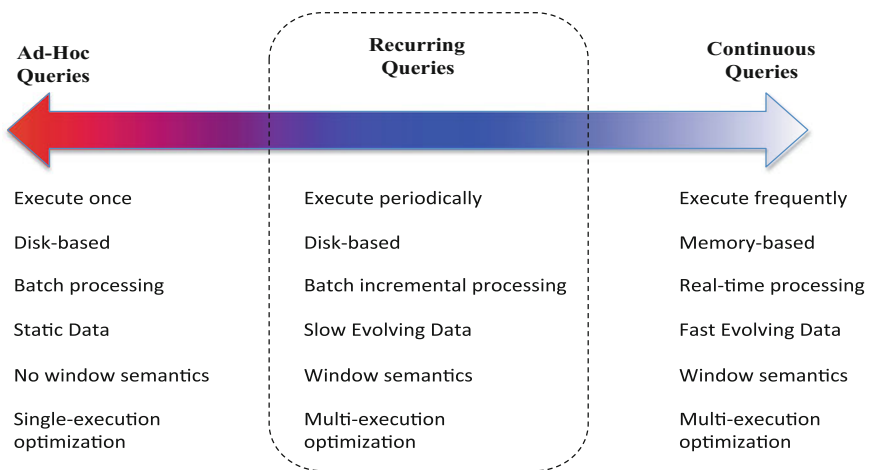 Ad-Hoc
Queries
Recurring
Queries
Continuous
Queries
Execute once
Execute periodically
Execute frequently
Disk-based
Disk-based
Memory-based
Batch processing
Batch incremental processing
Real-time processing
Static Data
Slow Evolving Data
Fast Evolving Data
No window semantics
Window semantics
Window semantics
Single-execution
optimization
Multi-execution
optimization
Multi-execution
optimization